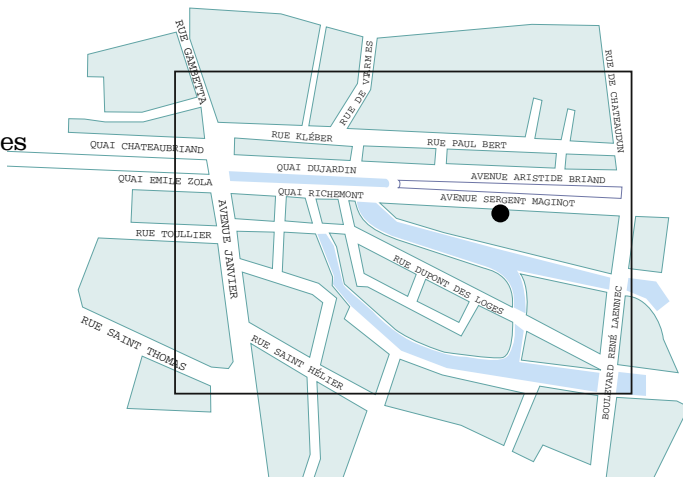 RUE GAMBETTA
RUE DE VIARMES
RUE DE CHATEAUDUN
es
QUAI CHATEAUBRIAND
RUE KLÉBER
RUE PAUL BERT
QUAI EMILE ZOLA
QUAI DUJARDIN
AVENUE ARISTIDE BRIAND
QUAI RICHEMONT
AVENUE SERGENT MAGINOT
RUE TOULLIER
AVENUE JANVIER
RUE DUPONT DES LOGES
RUE SAINT THOMAS
RUE SAINT HÉLIER
BOULEVARD RENÉ LAENNEC